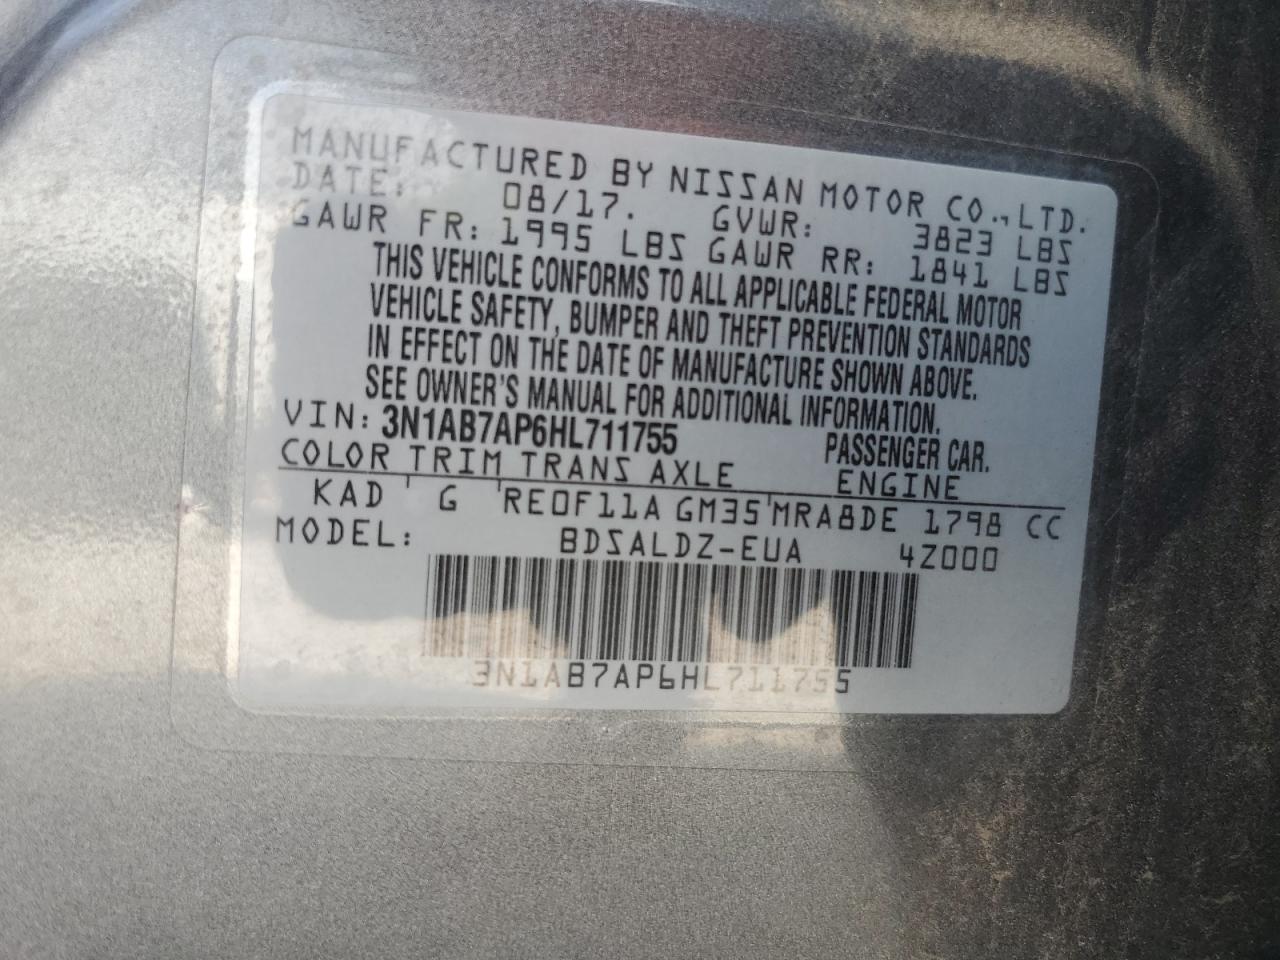 MANUFACTURED BY NISSAN MOTOR CO., LTD.
DATE: 08/17. GVWR: 3823 LBS
GAWR FR: 1995 LBS GAWR RR: 1841 LBS
THIS VEHICLE CONFORMS TO ALL APPLICABLE FEDERAL MOTOR
VEHICLE SAFETY, BUMPER AND THEFT PREVENTION STANDARDS
IN EFFECT ON THE DATE OF MANUFACTURE SHOWN ABOVE.
SEE OWNER'S MANUAL FOR ADDITIONAL INFORMATION.
VIN: 3N1AB7AP6HL711755 PASSENGER CAR.
COLOR TRIM TRANS AXLE ENGINE
KAD G RE0F11A GM35 MRA8DE 1798 CC
MODEL: BDSALDZ-EUA 4Z000
3N1AB7AP6HL711755